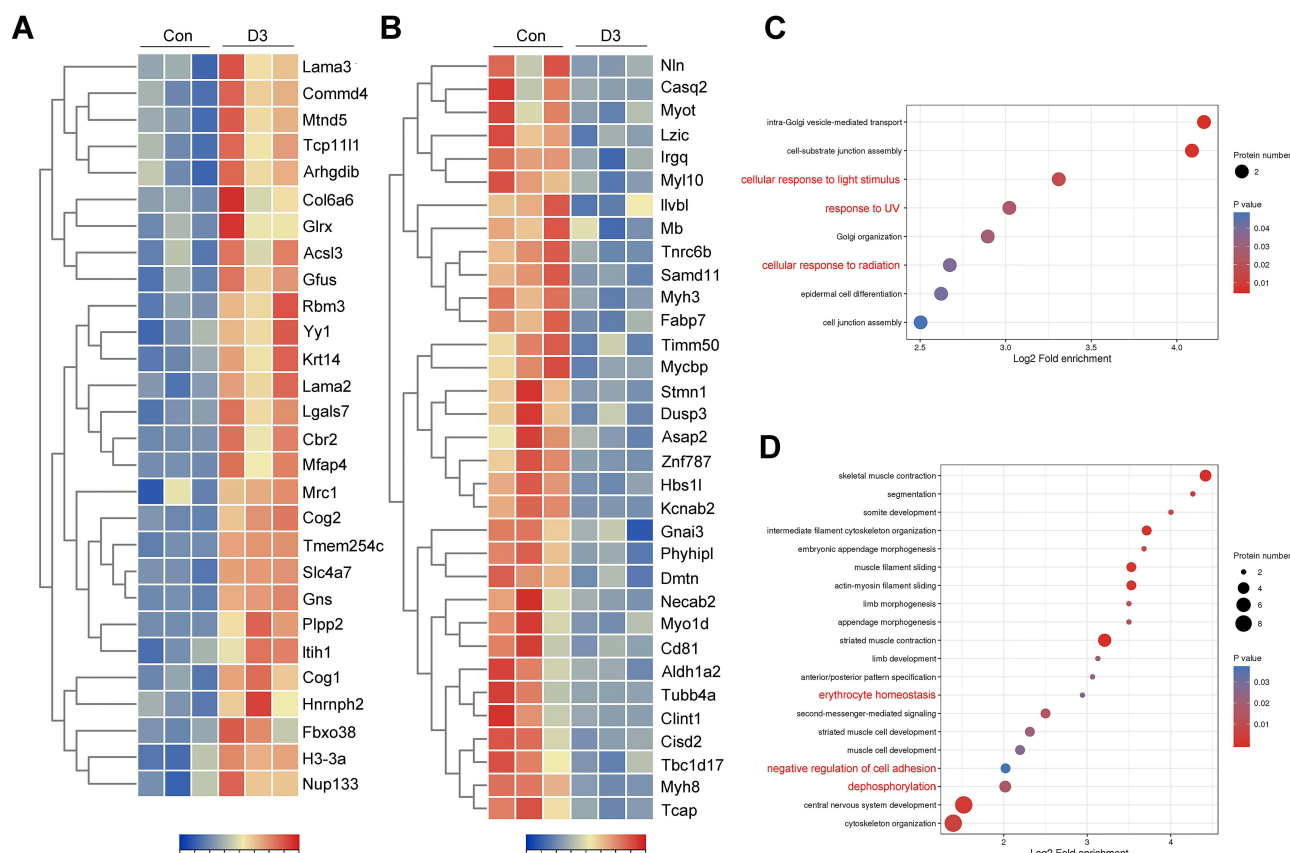 A
Con
D3
Lama3
Commd4
Mtnd5
Tcp11l1
Arhgdib
Col6a6
Glrx
Acsl3
Gfus
Rbm3
Yy1
Krt14
Lama2
Lgals7
Cbr2
Mfap4
Mrc1
Cog2
Tmem254c
Slc4a7
Gns
Plpp2
Itih1
Cog1
Hnrnph2
Fbxo38
H3-3a
Nup133
B
Con
D3
Nln
Casq2
Myot
Lzic
Irgq
Myl10
Ilvbl
Mb
Tnrc6b
Samd11
Myh3
Fabp7
Timm50
Mycbp
Stmn1
Dusp3
Asap2
Znf787
Hbs1l
Kcnab2
Gnai3
Phyhipl
Dmtn
Necab2
Myo1d
Cd81
Aldh1a2
Tubb4a
Clint1
Cisd2
Tbc1d17
Myh8
Tcap
C
intra-Golgi vesicle-mediated transport
cell-substrate junction assembly
cellular response to light stimulus
response to UV
Golgi organization
cellular response to radiation
epidermal cell differentiation
cell junction assembly
2.5 3.0 3.5 4.0
Log2 Fold enrichment
Protein number
2
P value
0.04
0.03
0.02
0.01
D
skeletal muscle contraction
segmentation
somite development
intermediate filament cytoskeleton organization
embryonic appendage morphogenesis
muscle filament sliding
actin-myosin filament sliding
limb morphogenesis
appendage morphogenesis
striated muscle contraction
limb development
anterior/posterior pattern specification
erythrocyte homeostasis
second-messenger-mediated signaling
striated muscle cell development
muscle cell development
negative regulation of cell adhesion
dephosphorylation
central nervous system development
cytoskeleton organization
2 3 4
Log2 Fold enrichment
Protein number
2
4
6
8
P value
0.03
0.02
0.01